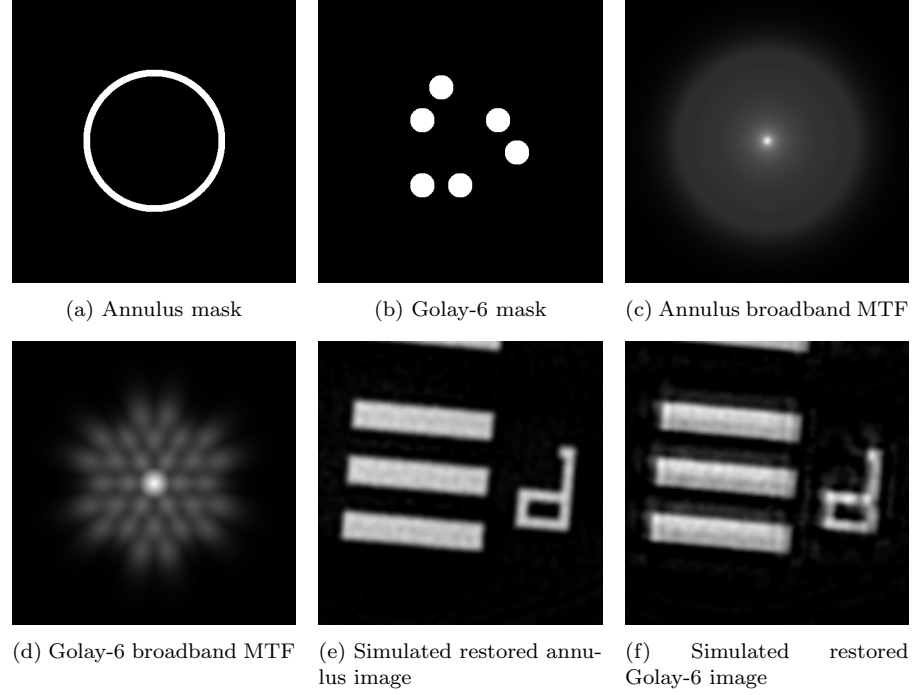 (a) Annulus mask
(b) Golay-6 mask
(c) Annulus broadband MTF
(d) Golay-6 broadband MTF
(e) Simulated restored annu-
lus image
(f) Simulated restored
Golay-6 image